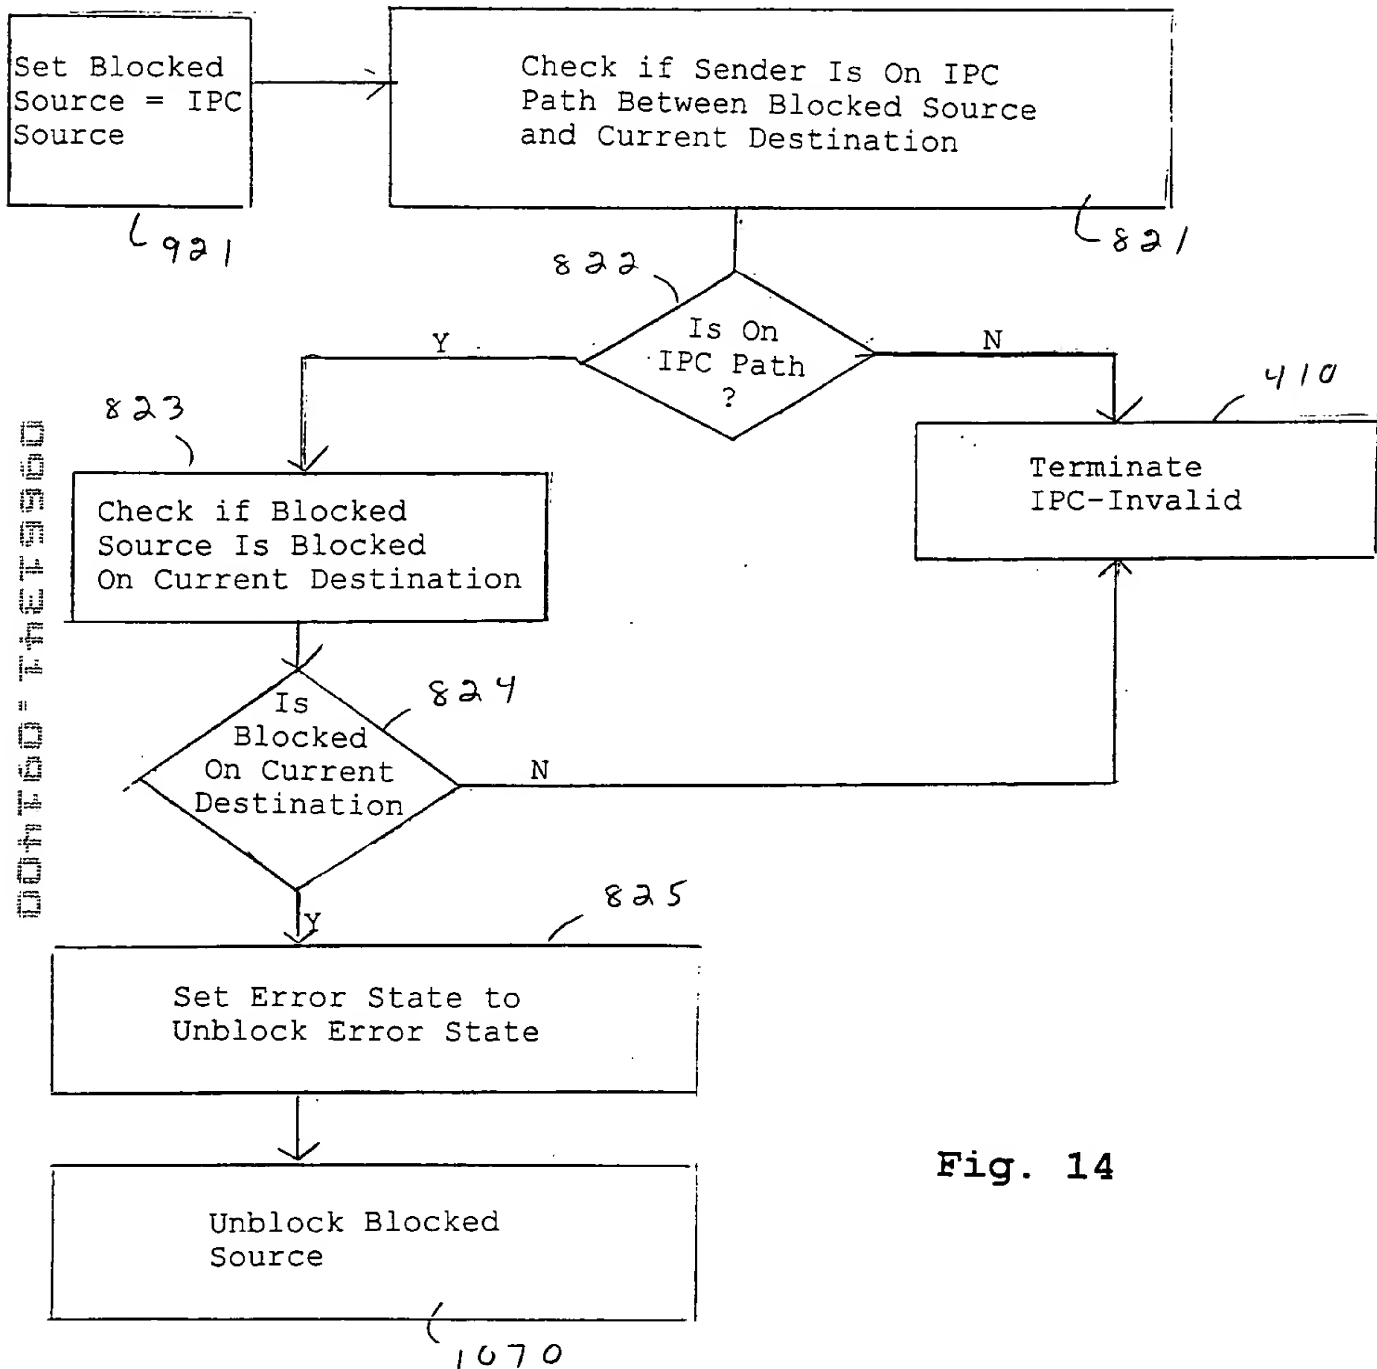 Set Blocked
Source = IPC
Source
921
Check if Sender Is On IPC
Path Between Blocked Source
and Current Destination
821
822
Is On
IPC Path
?
Y
N
410
Terminate
IPC-Invalid
823
Check if Blocked
Source Is Blocked
On Current Destination
824
Is
Blocked
On Current
Destination
N
Y
825
Set Error State to
Unblock Error State
Unblock Blocked
Source
1070
Fig. 14